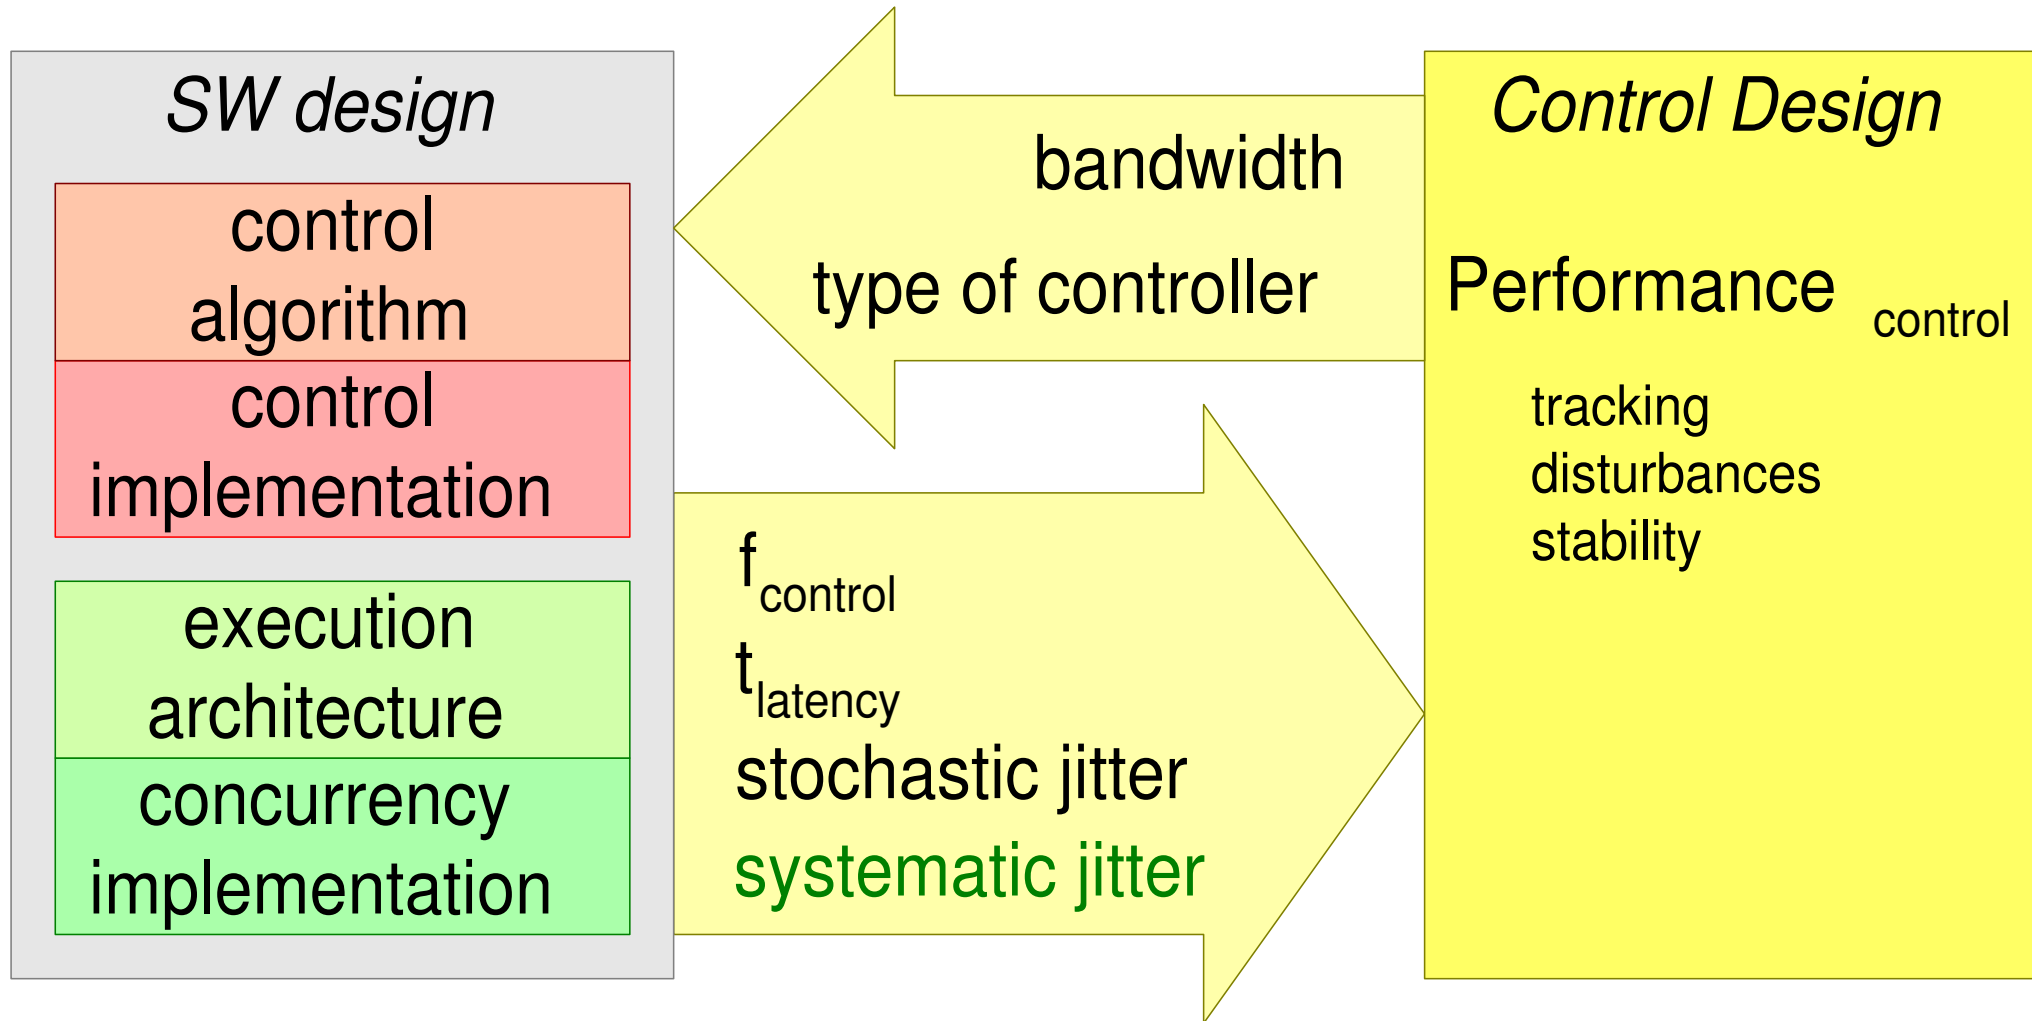 SW design
control
algorithm
control
implementation
execution
architecture
concurrency
implementation
bandwidth
type of controller
f control
t latency
stochastic jitter
systematic jitter
Control Design
Performance control
tracking
disturbances
stability